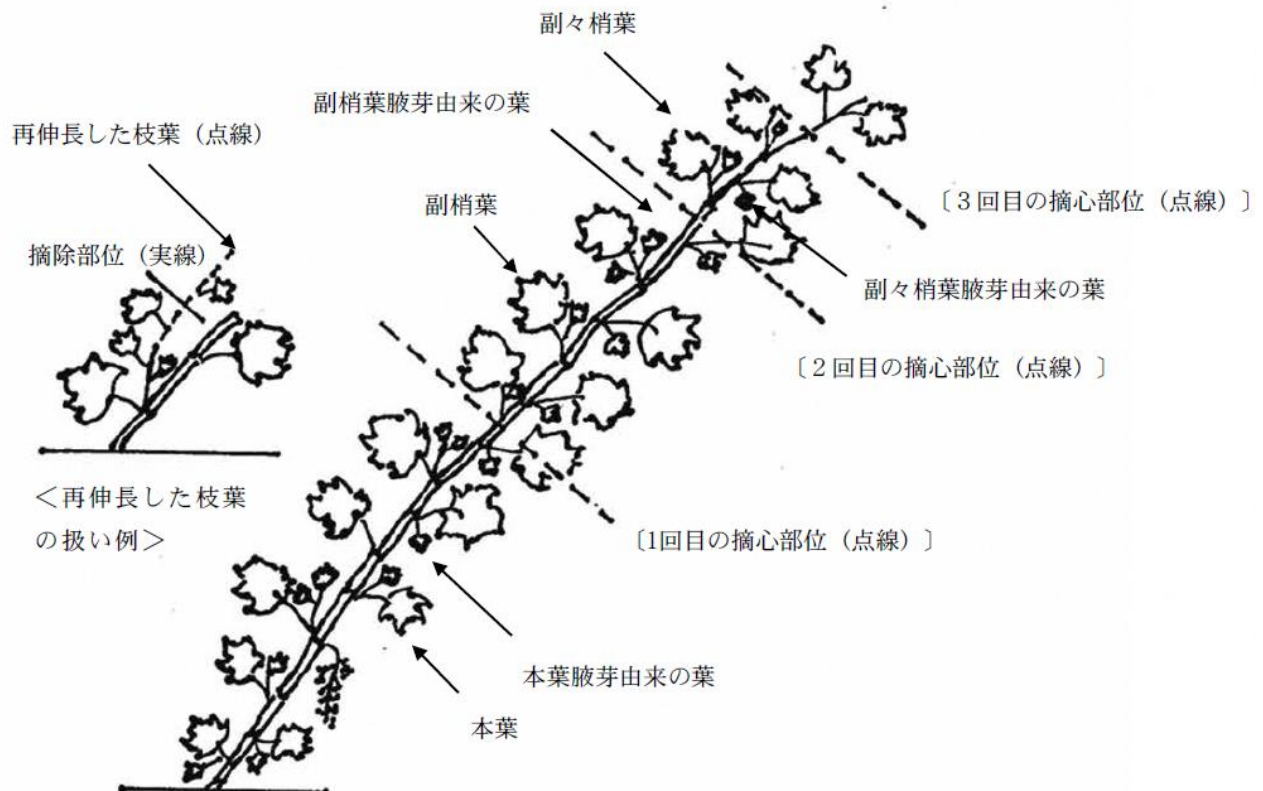 副々梢葉
副梢葉腋芽由来の葉
再伸長した枝葉（点線）
副梢葉
〔３回目の摘心部位（点線）〕
摘除部位（実線）
副々梢葉腋芽由来の葉
〔２回目の摘心部位（点線）〕
＜再伸長した枝葉
の扱い例＞
〔1回目の摘心部位（点線）〕
本葉腋芽由来の葉
本葉